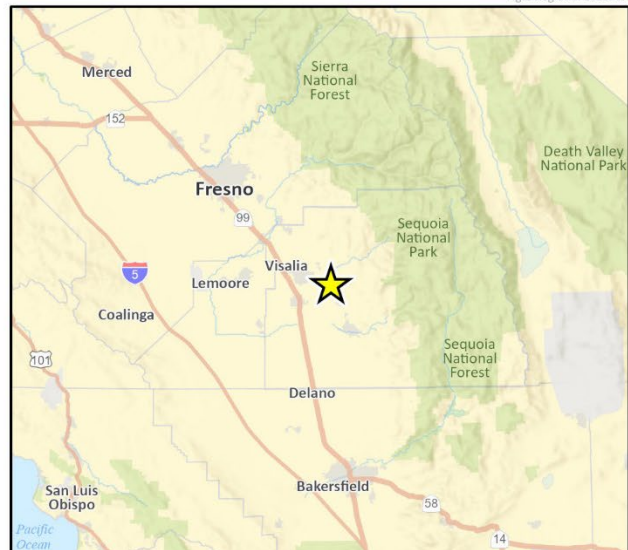 Merced
Sierra
National
Forest
152
Death Valley
National Park
Fresno
99
Sequoia
National
Park
Visalia
5
Lemoore
Coalinga
101
Sequoia
National
Forest
Delano
Bakersfield
San Luis
Obispo
58
Pacific
Ocean
14